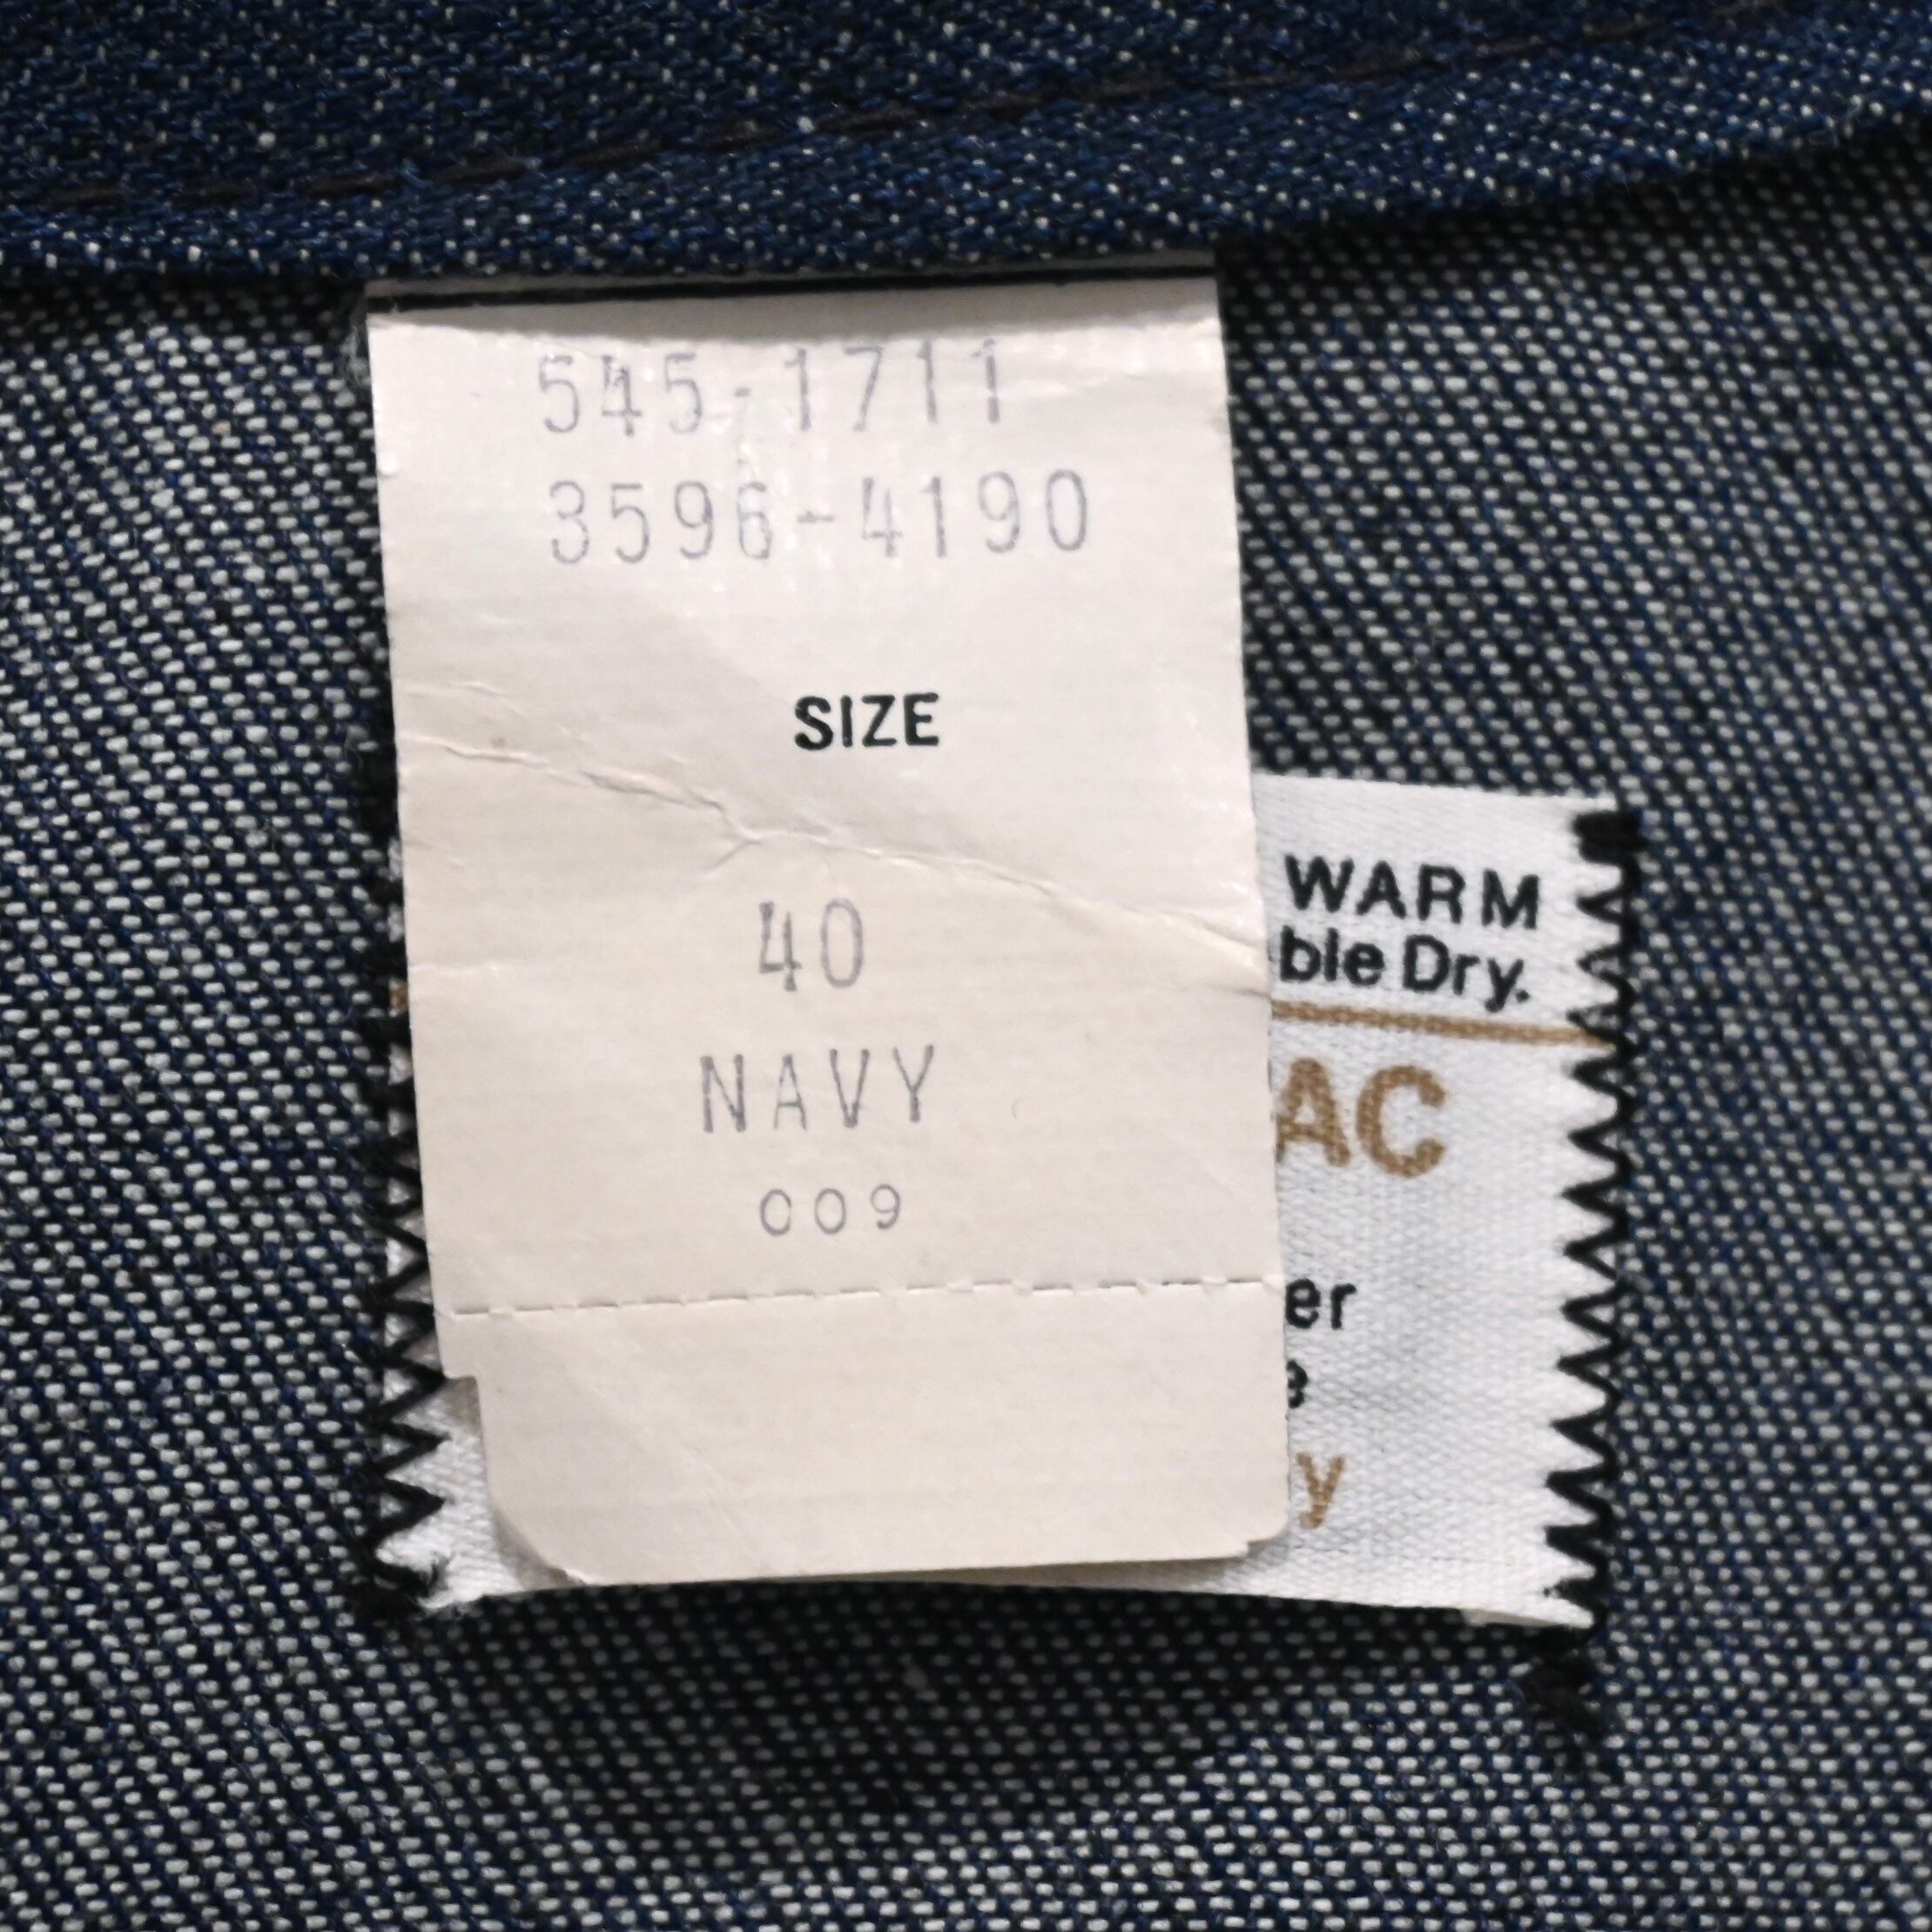 545-1711
3596-4190
SIZE
40
NAVY
009
WARM
ble Dry.
AC
er
e
y